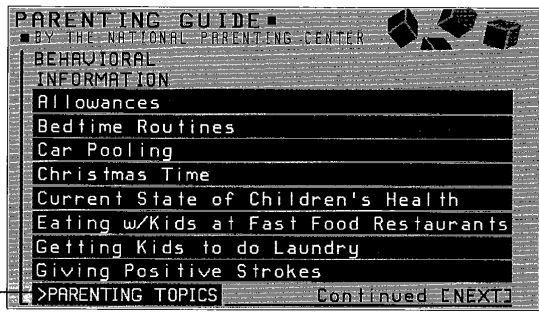 PARENTING GUIDE
BY THE NATIONAL PARENTING CENTER
BEHAVIORAL
INFORMATION
Allowances
Bedtime Routines
Car Pooling
Christmas Time
Current State of Children's Health
Eating w/Kids at Fast Food Restaurants
Getting Kids to do Laundry
Giving Positive Strokes
>PARENTING TOPICS Continued [NEXT]